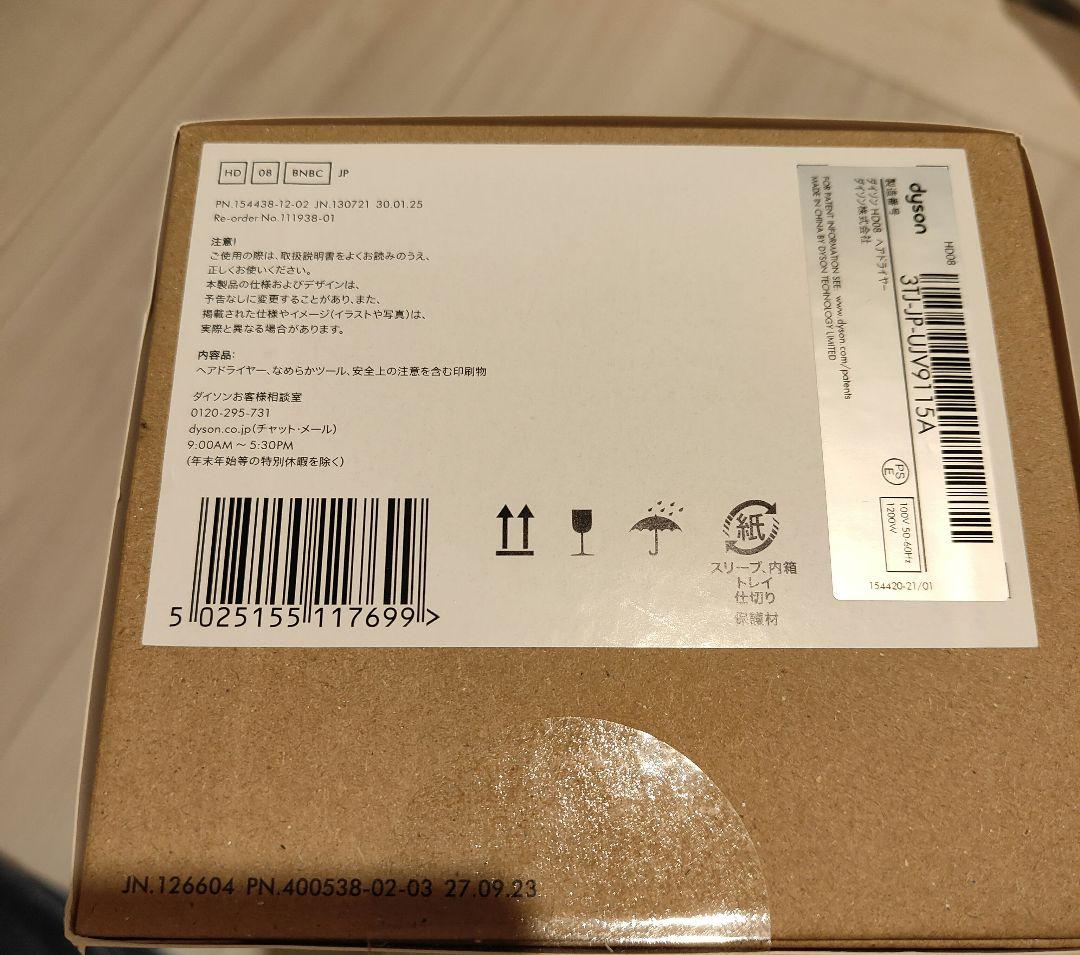 HD 08 BNBC JP
PN.154438-12-02 JN.130721 30.01.25
Re-order No.111938-01
注意!
ご使用の際は、取扱説明書をよくお読みのうえ、
正しくお使いください。
本製品の仕様およびデザインは、
予告なしに変更することがあり、また、
掲載された仕様やイメージ(イラストや写真)は、
実際と異なる場合があります。
内容品:
ヘアドライヤー、なめらかツール、安全上の注意を含む印刷物
ダイソンお客様相談室
0120-295-731
dyson.co.jp(チャット・メール)
9:00AM ~ 5:30PM
(年末年始等の特別休暇を除く)
5 025155 117699 >
紙
スリーブ、内箱
トレイ
仕切り
保護材
dyson HD08
製造番号 31J-JP-UJV9115A
ダイソン HD08 ヘアドライヤー
ダイソン株式会社
FOR PATENT INFORMATION SEE: www.dyson.com/patents
MADE IN CHINA BY DYSON TECHNOLOGY LIMITED
PS
E
100V 50-60Hz
1200W
154420-21/01
JN.126604 PN.400538-02-03 27.09.23